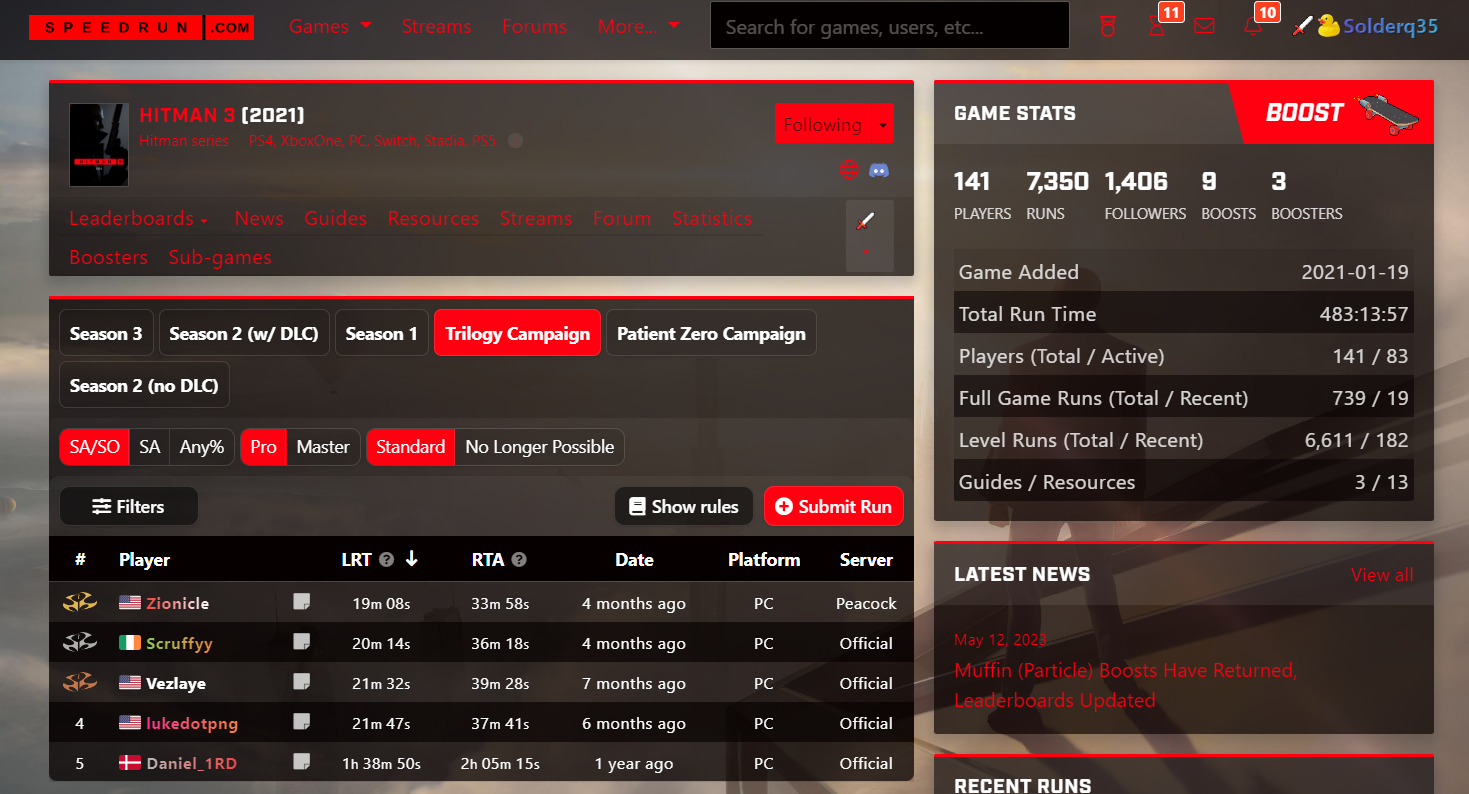 SPEEDRUN.COM Games Streams Forums More... Search for games, users, etc... 11 10 Solderq35
HITMAN 3 [2021]
Hitman series PS4, XboxOne, PC, Switch, Stadia, PS5
Following
HITMAN 3
Leaderboards News Guides Resources Streams Forum Statistics
Boosters Sub-games
Season 3 Season 2 (w/ DLC) Season 1 Trilogy Campaign Patient Zero Campaign
Season 2 (no DLC)
SA/SO SA Any% Pro Master Standard No Longer Possible
Filters Show rules Submit Run
# Player LRT ? RTA ? Date Platform Server
Zionicle 19m 08s 33m 58s 4 months ago PC Peacock
Scruffyy 20m 14s 36m 18s 4 months ago PC Official
Vezlaye 21m 32s 39m 28s 7 months ago PC Official
4 lukedotpng 21m 47s 37m 41s 6 months ago PC Official
5 Daniel_1RD 1h 38m 50s 2h 05m 15s 1 year ago PC Official
GAME STATS BOOST
141 7,350 1,406 9 3
PLAYERS RUNS FOLLOWERS BOOSTS BOOSTERS
Game Added 2021-01-19
Total Run Time 483:13:57
Players (Total / Active) 141 / 83
Full Game Runs (Total / Recent) 739 / 19
Level Runs (Total / Recent) 6,611 / 182
Guides / Resources 3 / 13
LATEST NEWS View all
May 12, 2023
Muffin (Particle) Boosts Have Returned,
Leaderboards Updated
RECENT RUNS